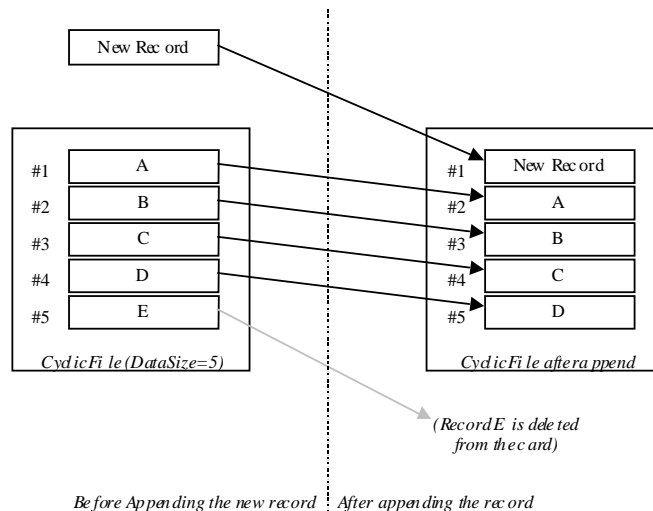 New Record
#1 A
#2 B
#3 C
#4 D
#5 E
CyclicFile (DataSize=5)
#1 New Record
#2 A
#3 B
#4 C
#5 D
CyclicFile after append
(Record E is deleted
from the card)
Before Appending the new record
After appending the record